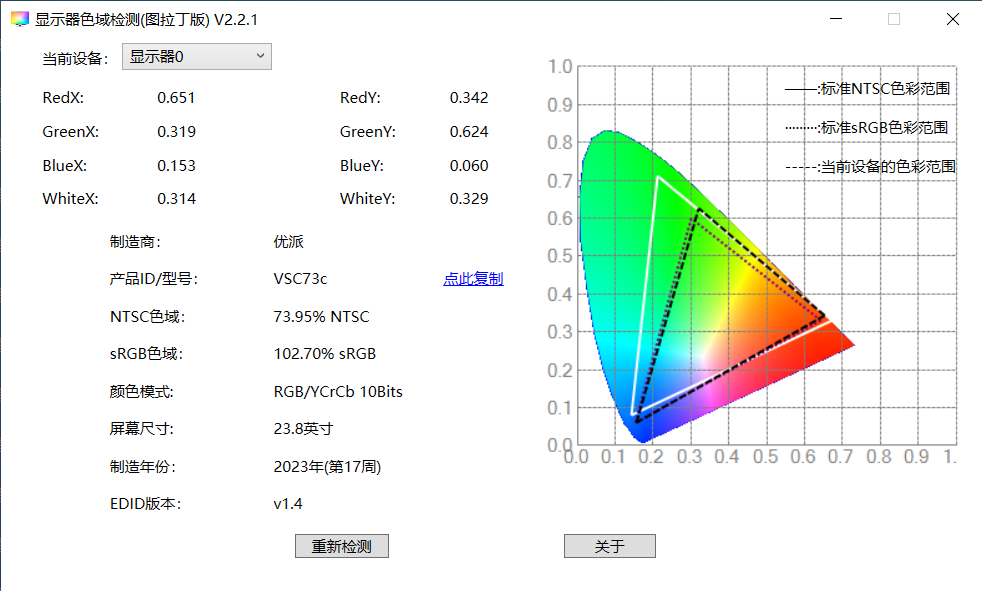 显示器色域检测(图拉丁版) V2.2.1
当前设备： 显示器0
RedX: 0.651 RedY: 0.342
GreenX: 0.319 GreenY: 0.624
BlueX: 0.153 BlueY: 0.060
WhiteX: 0.314 WhiteY: 0.329
制造商： 优派
产品ID/型号： VSC73c 点此复制
NTSC色域： 73.95% NTSC
sRGB色域： 102.70% sRGB
颜色模式: RGB/YCrCb 10Bits
屏幕尺寸: 23.8英寸
制造年份： 2023年(第17周)
EDID版本： v1.4
重新检测 关于
:标准NTSC色彩范围
:标准sRGB色彩范围
:当前设备的色彩范围
1.0
0.9
0.8
0.7
0.6
0.5
0.4
0.3
0.2
0.1
0.0
0.0 0.1 0.2 0.3 0.4 0.5 0.6 0.7 0.8 0.9 1.